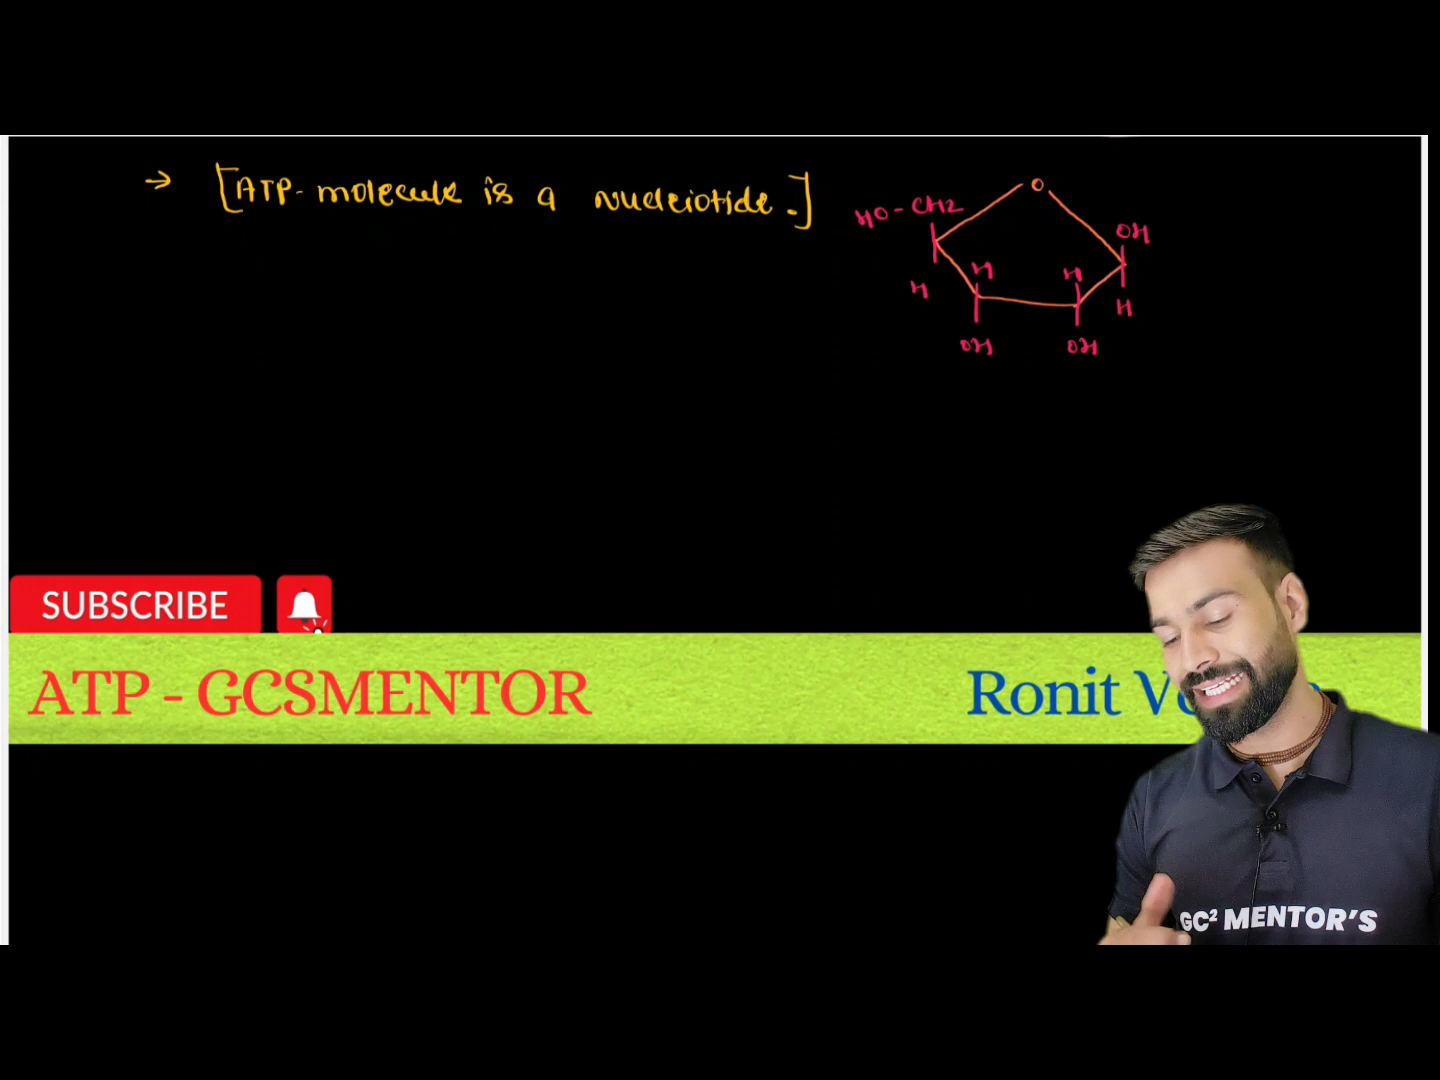 → [ATP- molecule is a nucleiotide.]
O
HO-CH2
OH
H
H
H
H
OH
OH
SUBSCRIBE
ATP - GCSMENTOR
Ronit
GC² MENTOR'S